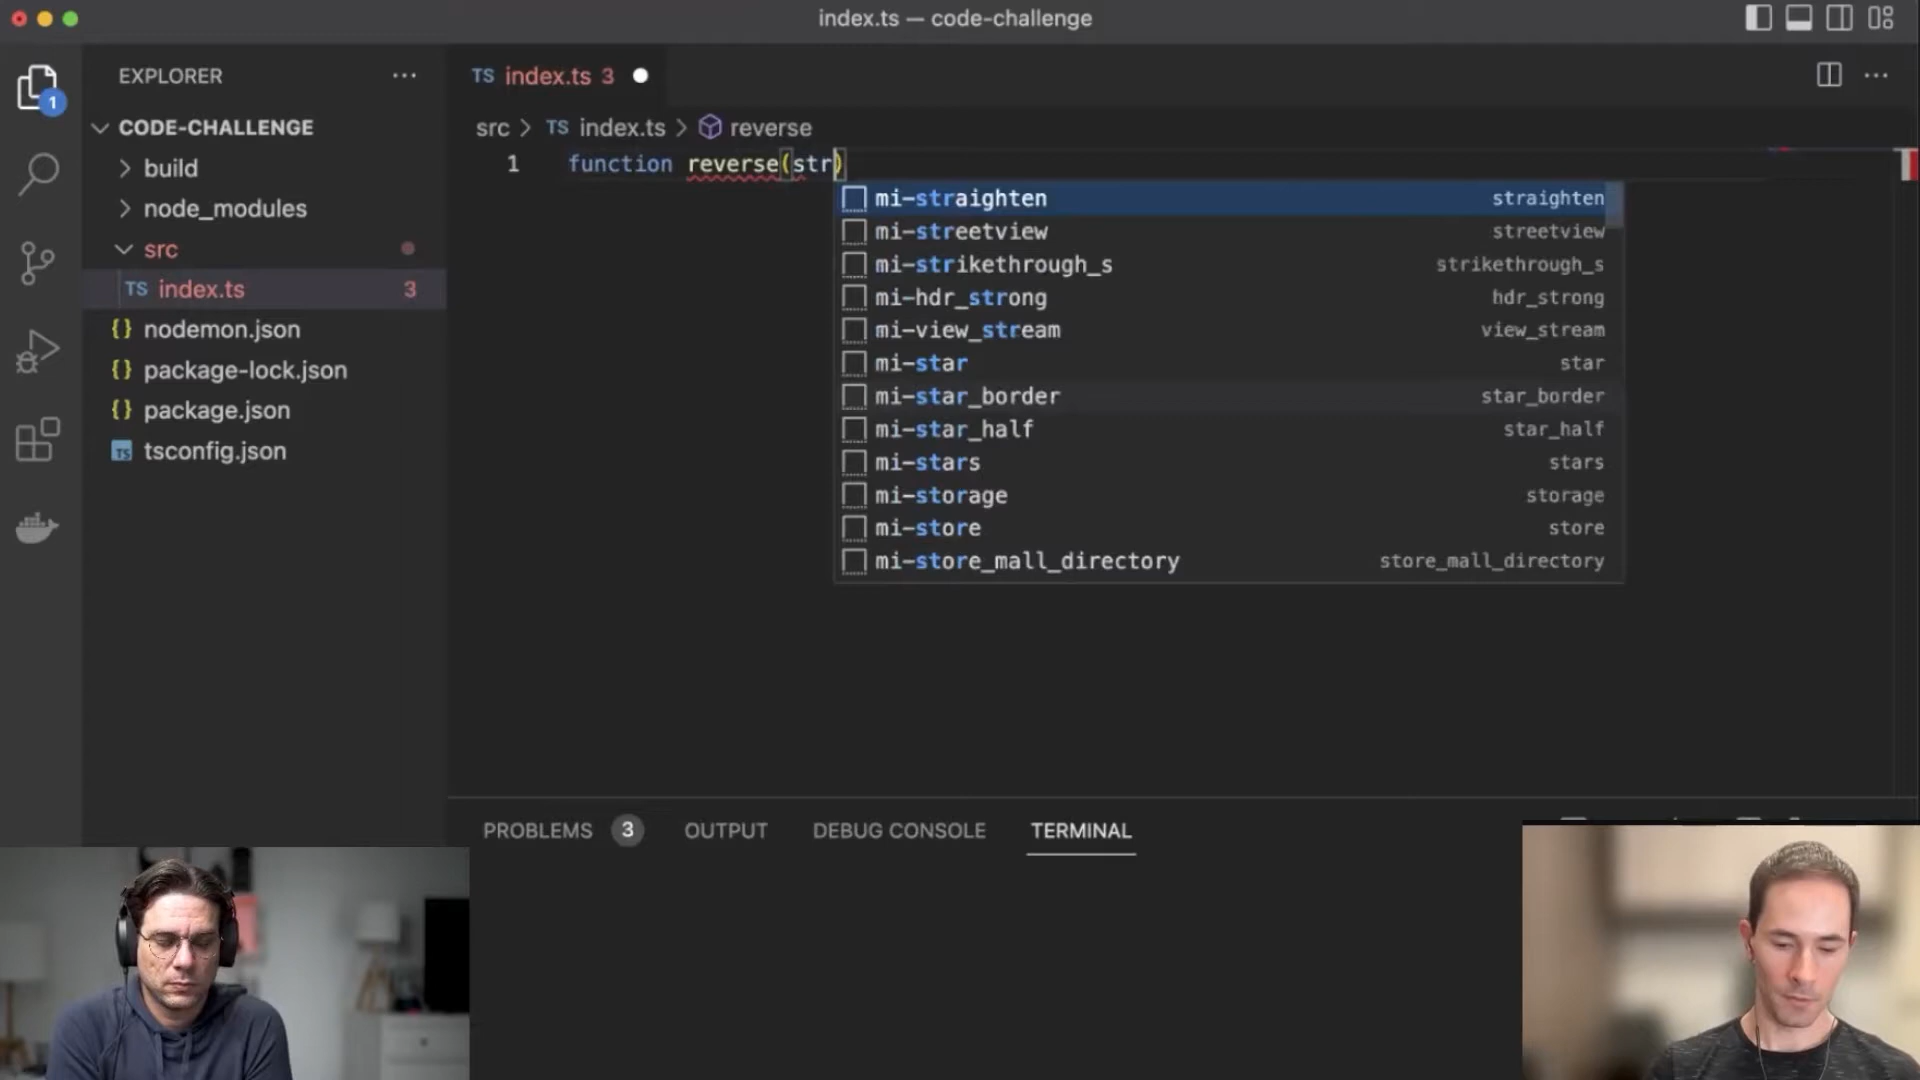 index.ts — code-challenge
EXPLORER
TS index.ts 3
1
CODE-CHALLENGE
src > TS index.ts > reverse
build
1 function reverse(str)
node_modules
mi-straighten straighten
mi-streetview streetview
src
mi-strikethrough_s strikethrough_s
TS index.ts 3
mi-hdr_strong hdr_strong
{} nodemon.json
mi-view_stream view_stream
{} package-lock.json
mi-star star
mi-star_border star_border
{} package.json
mi-star_half star_half
TS tsconfig.json
mi-stars stars
mi-storage storage
mi-store store
mi-store_mall_directory store_mall_directory
PROBLEMS 3 OUTPUT DEBUG CONSOLE TERMINAL